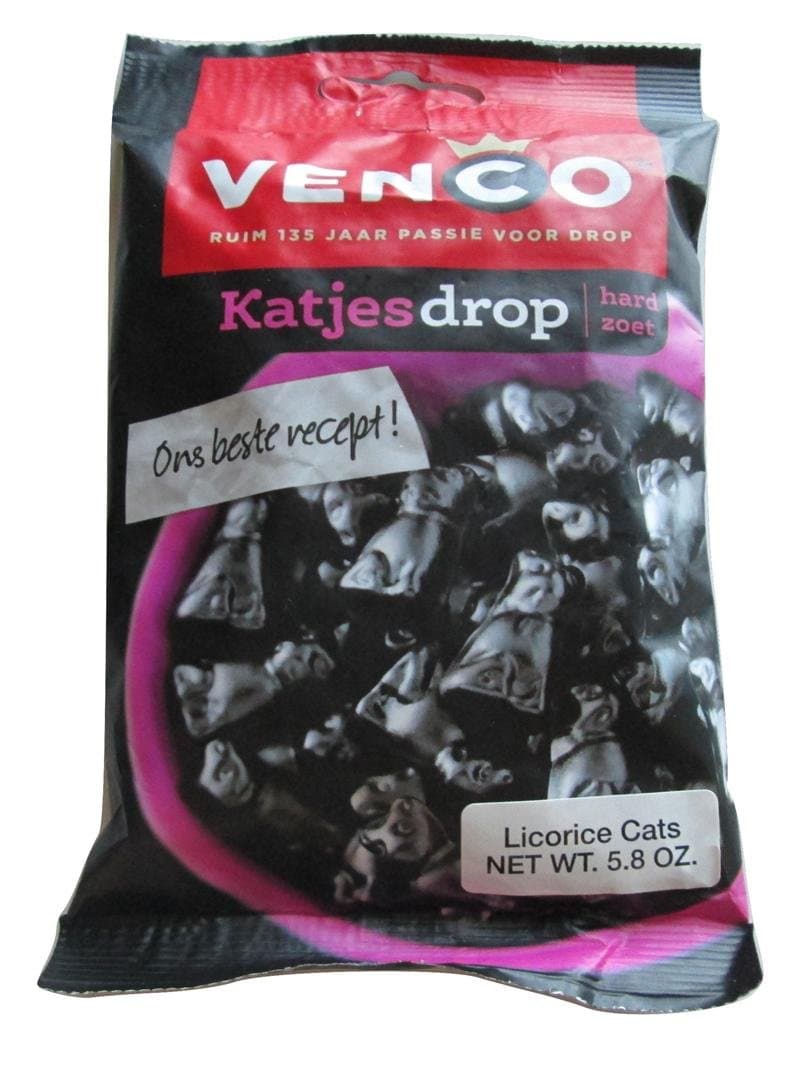 VENCO
RUIM 135 JAAR PASSIE VOOR DROP
Katjesdrop
hard
zoet
Ons beste recept!
Licorice Cats
NET WT. 5.8 OZ.